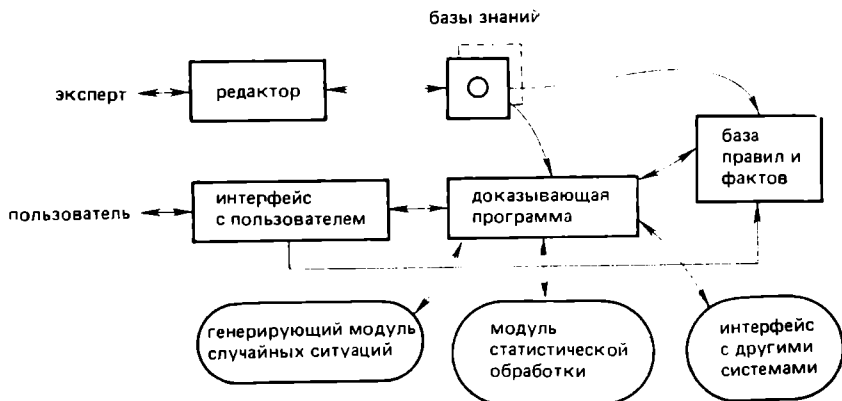 базы знаний
эксперт
редактор
база
правил и
фактов
пользователь
интерфейс
с пользователем
доказывающая
программа
генерирующий модуль
случайных ситуаций
модуль
статистической
обработки
интерфейс
с другими
системами